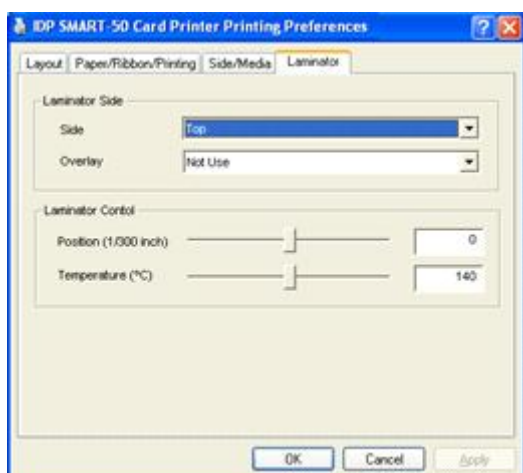 IDP SMART-50 Card Printer Printing Preferences
Layout Paper/Ribbon/Printing Side/Media Laminator
Laminator Side
Side Top
Overlay Not Use
Laminator Contol
Position (1/300 inch) 0
Temperature (°C) 140
OK Cancel Apply